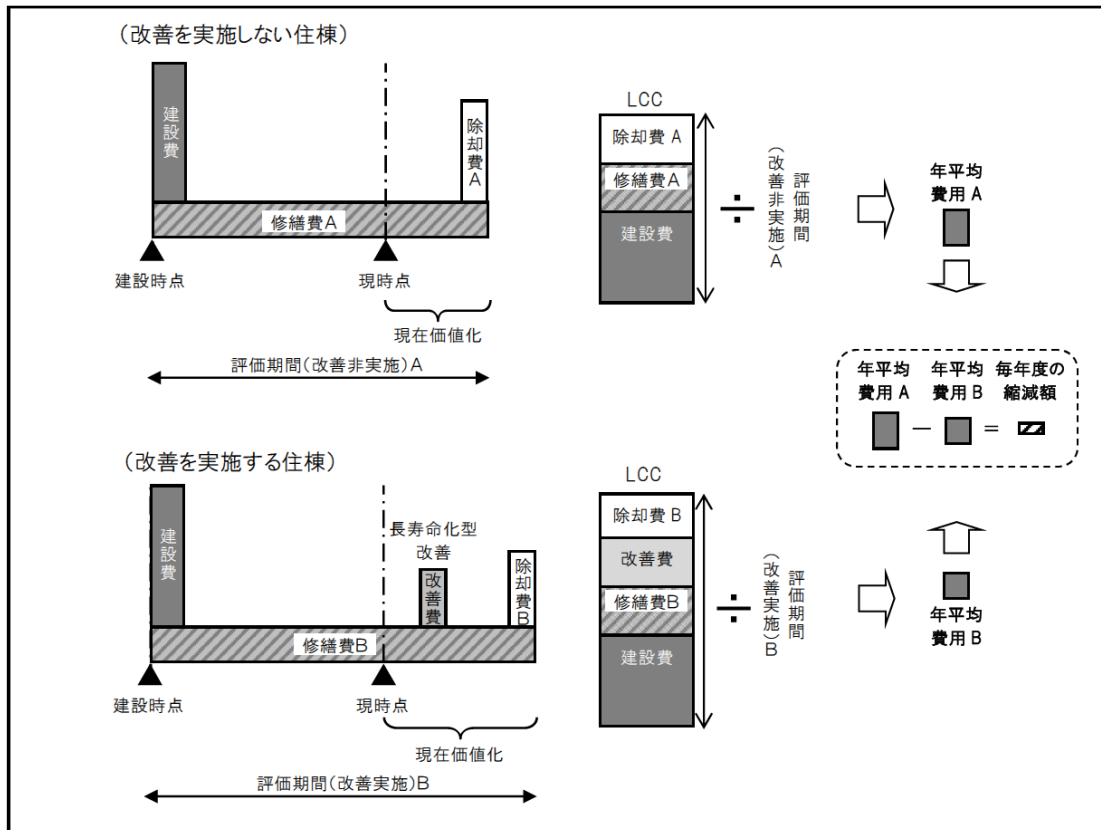 (改善を実施しない住棟)
建設費
除却費A
修繕費A
建設時点
現時点
現在価値化
評価期間(改善非実施)A
LCC
除却費A
修繕費A
建設費
÷
評価期間
(改善非実施)A
年平均
費用A
年平均
費用A
年平均
費用B
毎年度の
縮減額
－
＝
(改善を実施する住棟)
建設費
長寿命化型
改善
改善費
除却費B
修繕費B
建設時点
現時点
現在価値化
評価期間(改善実施)B
LCC
除却費B
改善費
修繕費B
建設費
÷
評価期間
(改善実施)B
年平均
費用B